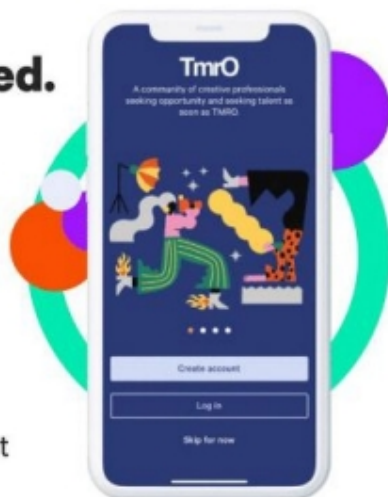 ed.
TmrO
A community of creative professionals
seeking opportunity and seeking talent as
soon as TMRO.
Create account
Log in
Skip for now
t